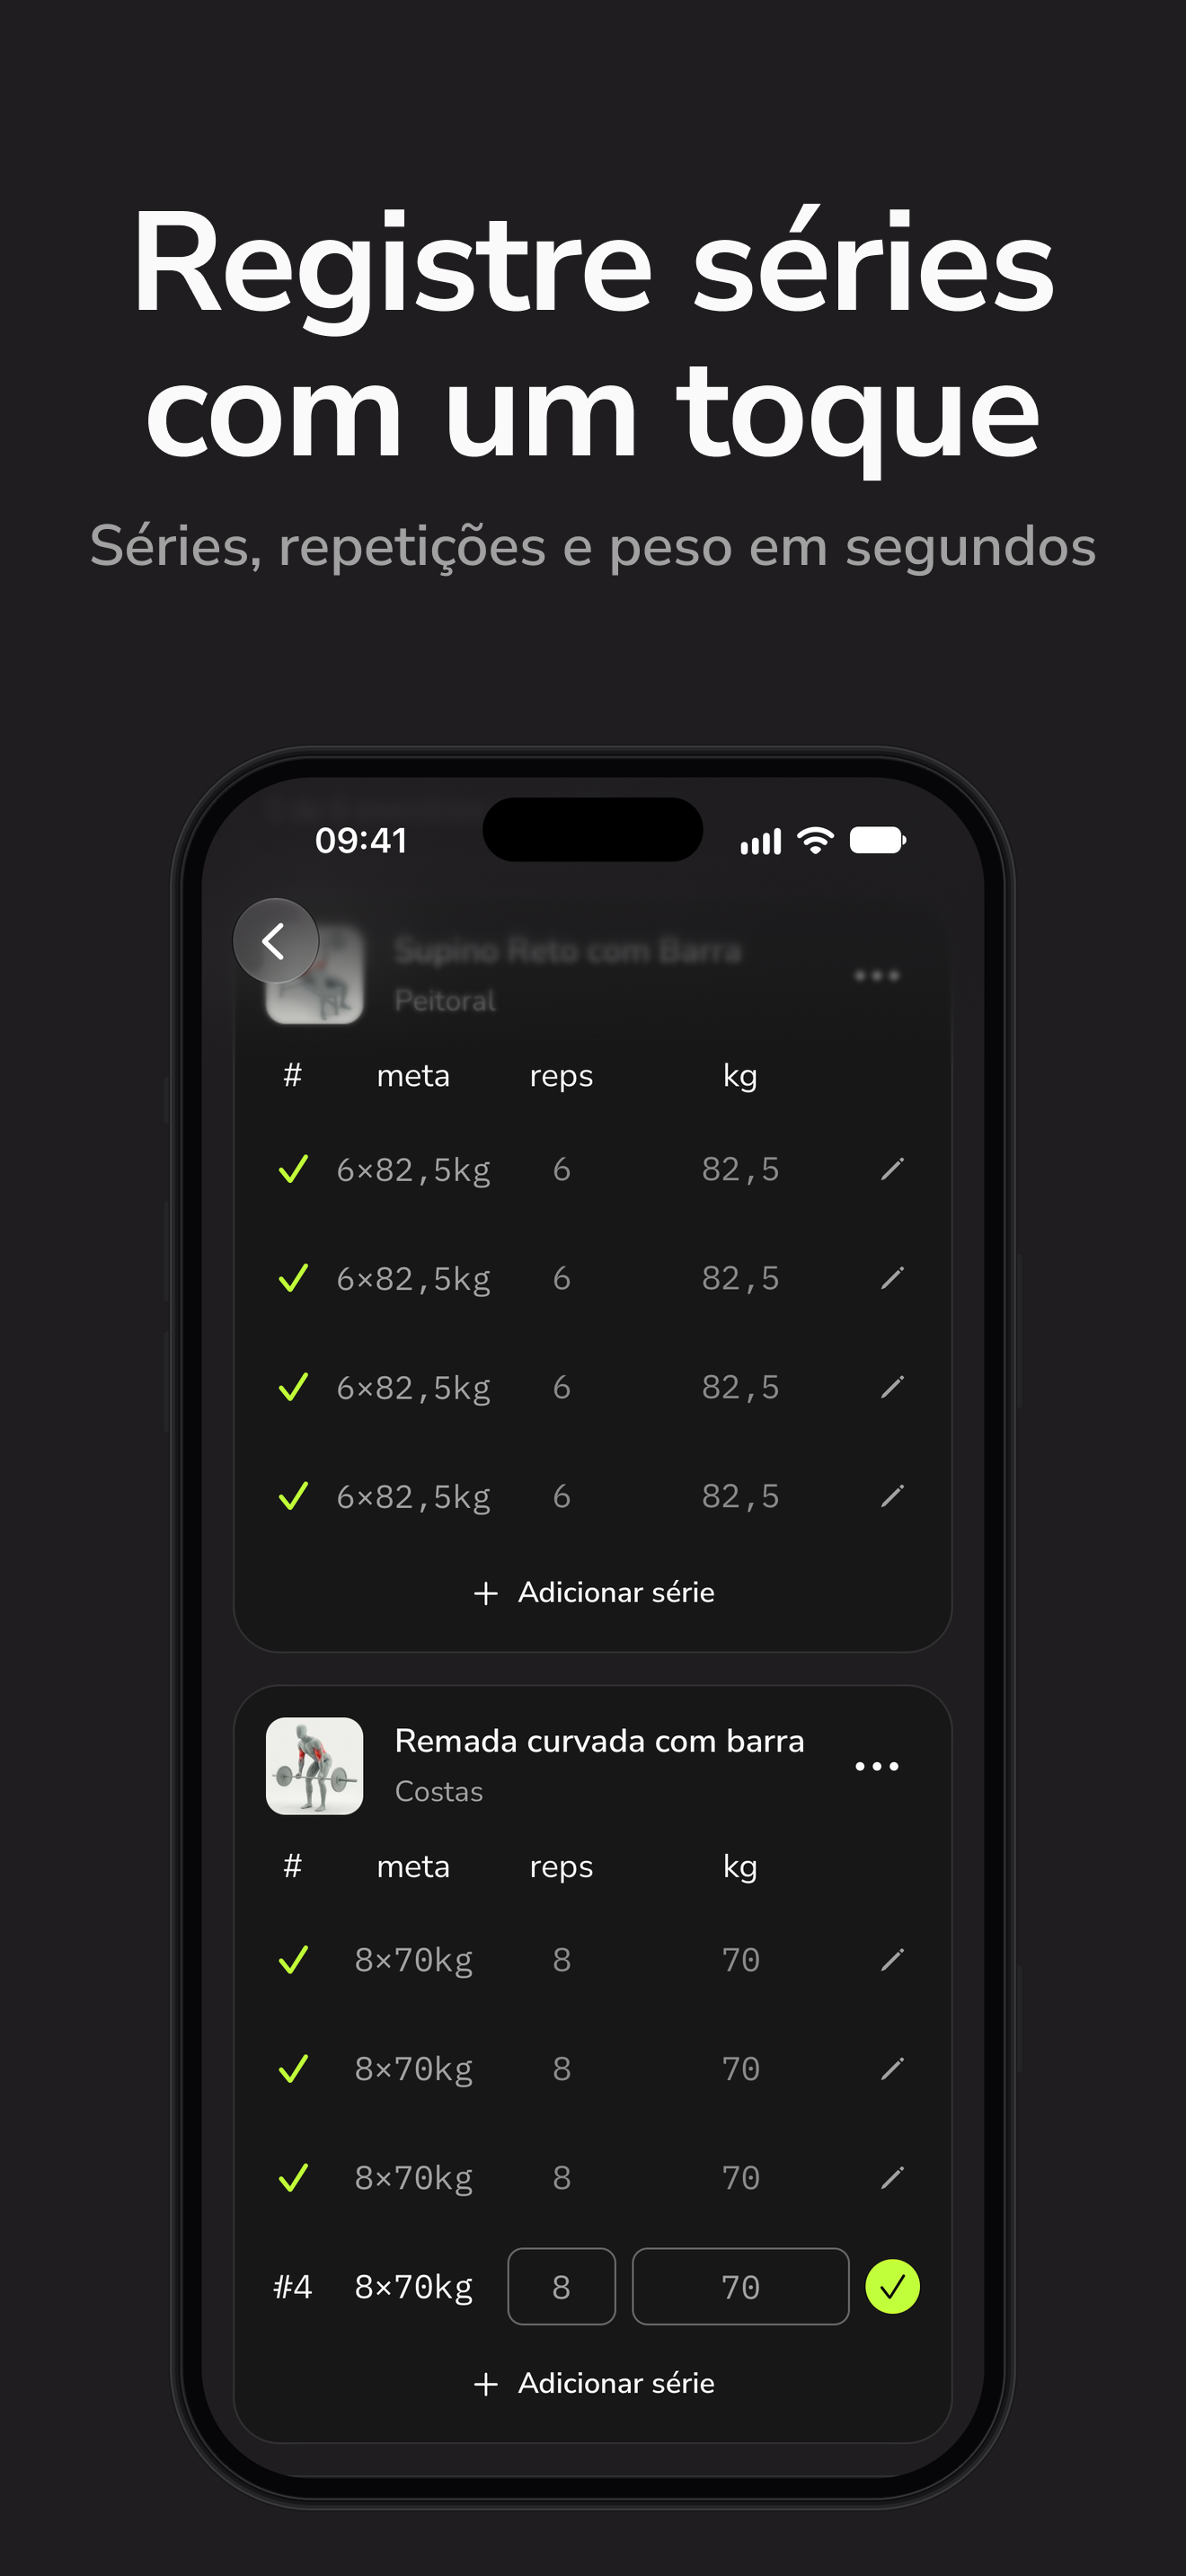 Registre séries
com um toque
Séries, repetições e peso em segundos
09:41
Supino Reto com Barra
Peitoral
# meta reps kg
6×82,5kg 6 82,5
6×82,5kg 6 82,5
6×82,5kg 6 82,5
6×82,5kg 6 82,5
+ Adicionar série
Remada curvada com barra
Costas
# meta reps kg
8×70kg 8 70
8×70kg 8 70
8×70kg 8 70
#4 8×70kg 8 70
+ Adicionar série